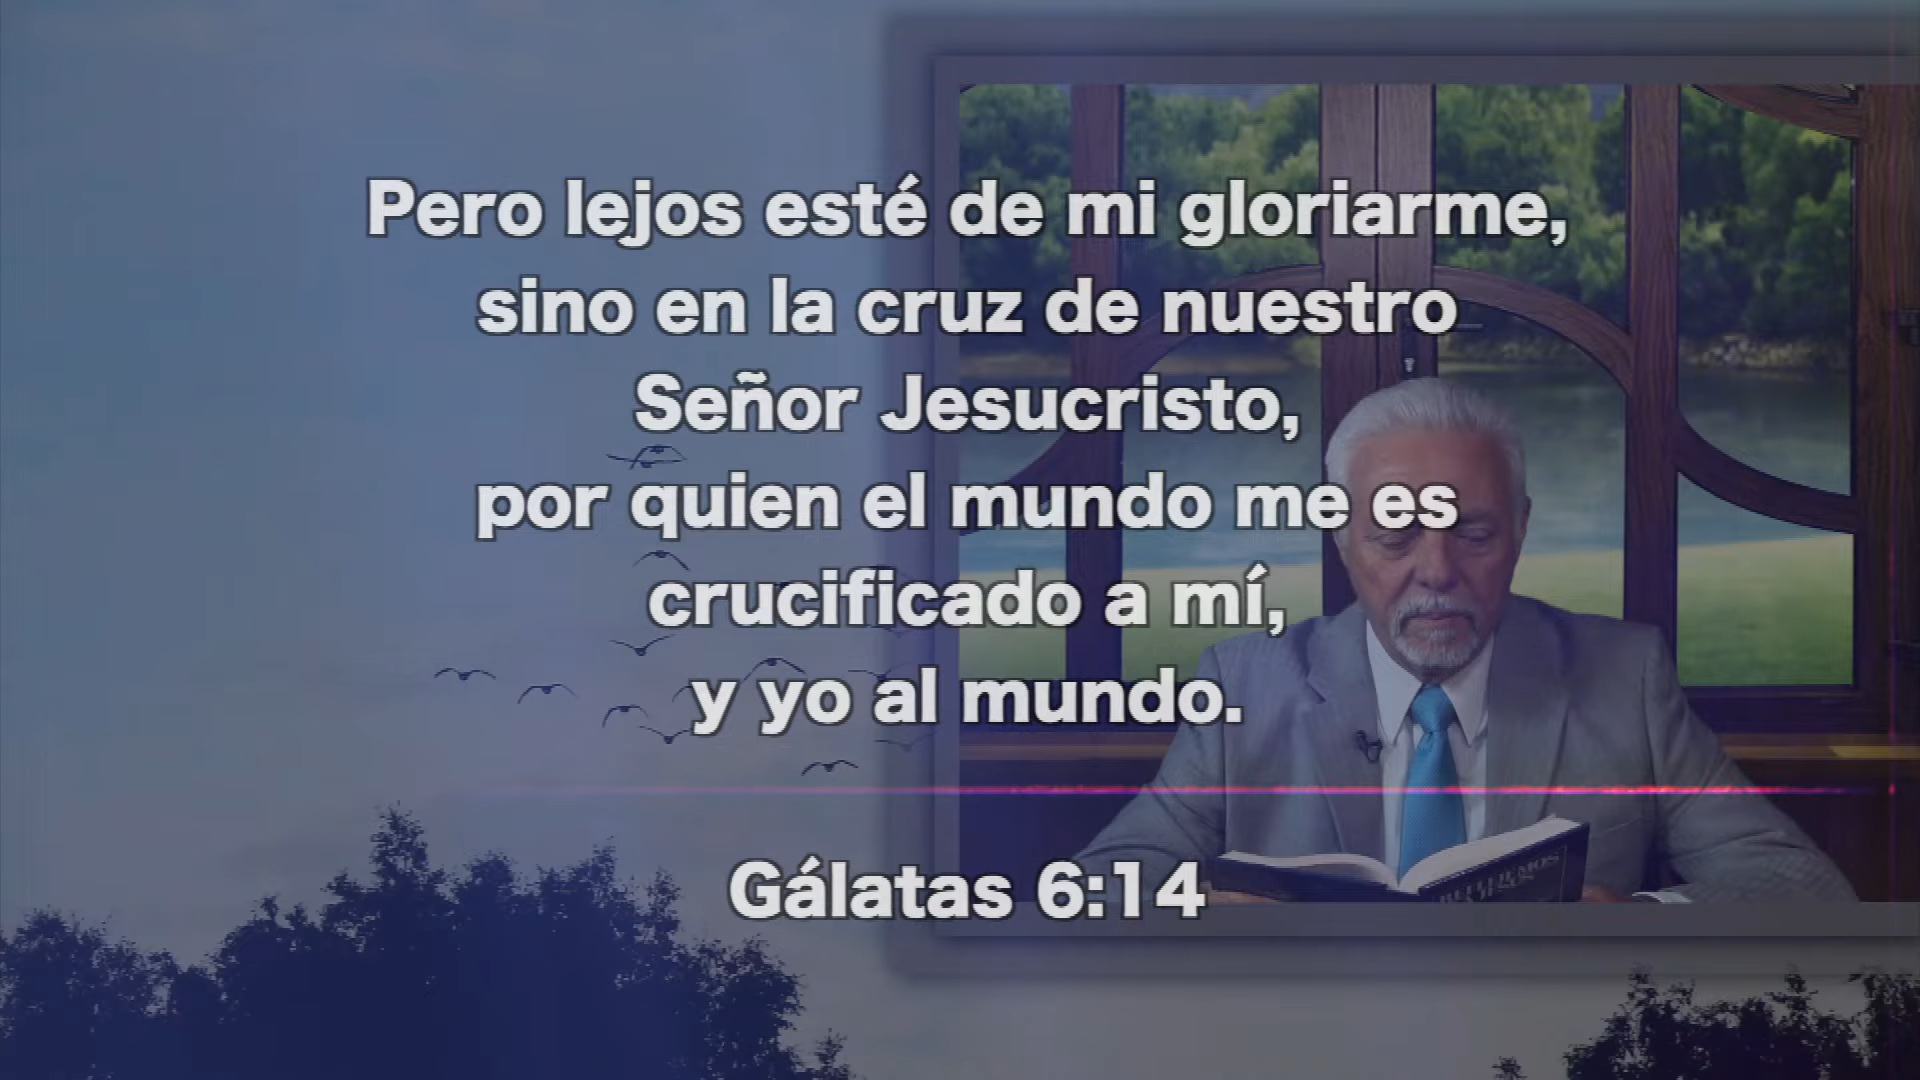 Pero lejos esté de mi gloriarme,
sino en la cruz de nuestro
Señor Jesucristo,
por quien el mundo me es
crucificado a mí,
y yo al mundo.
Gálatas 6:14